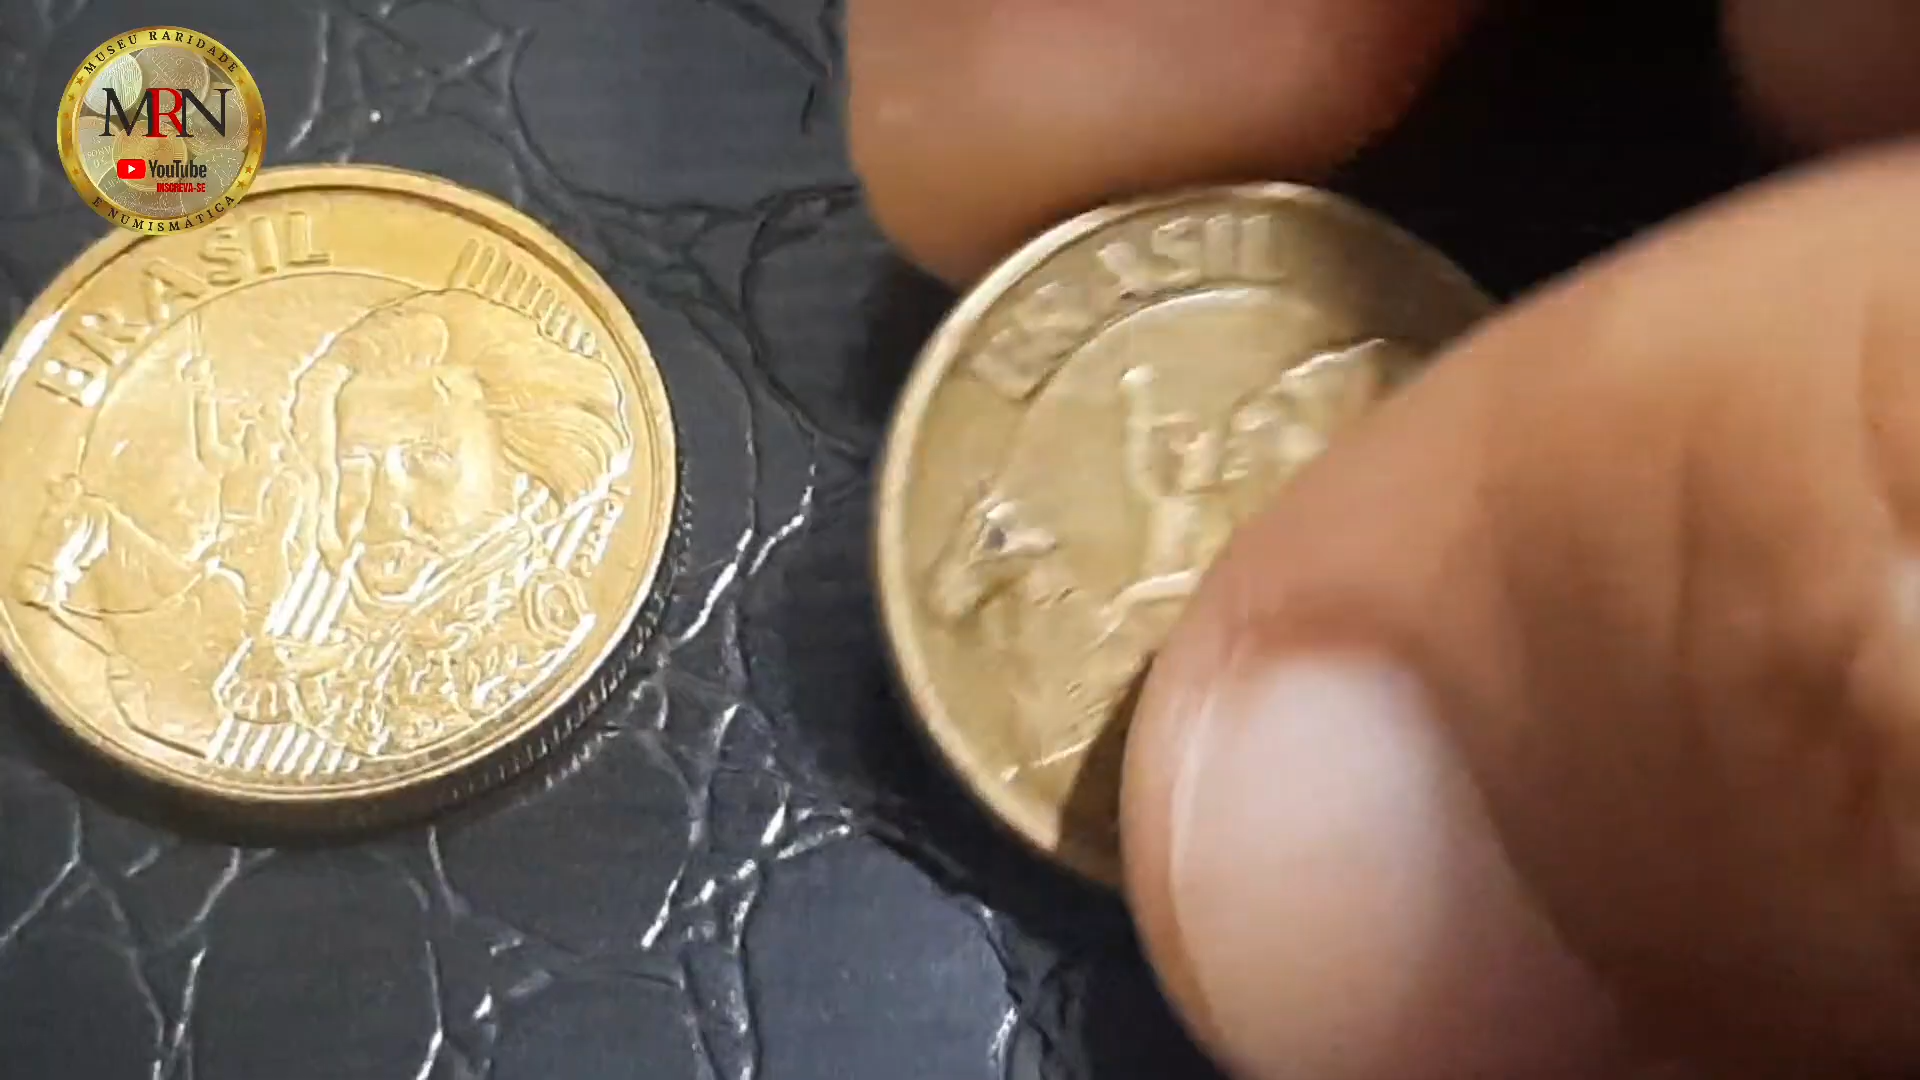 MUSEU RARIDADE
MRN
YouTube
INSCREVA-SE
E NUMISMÁTICA
BRASIL
BRASIL